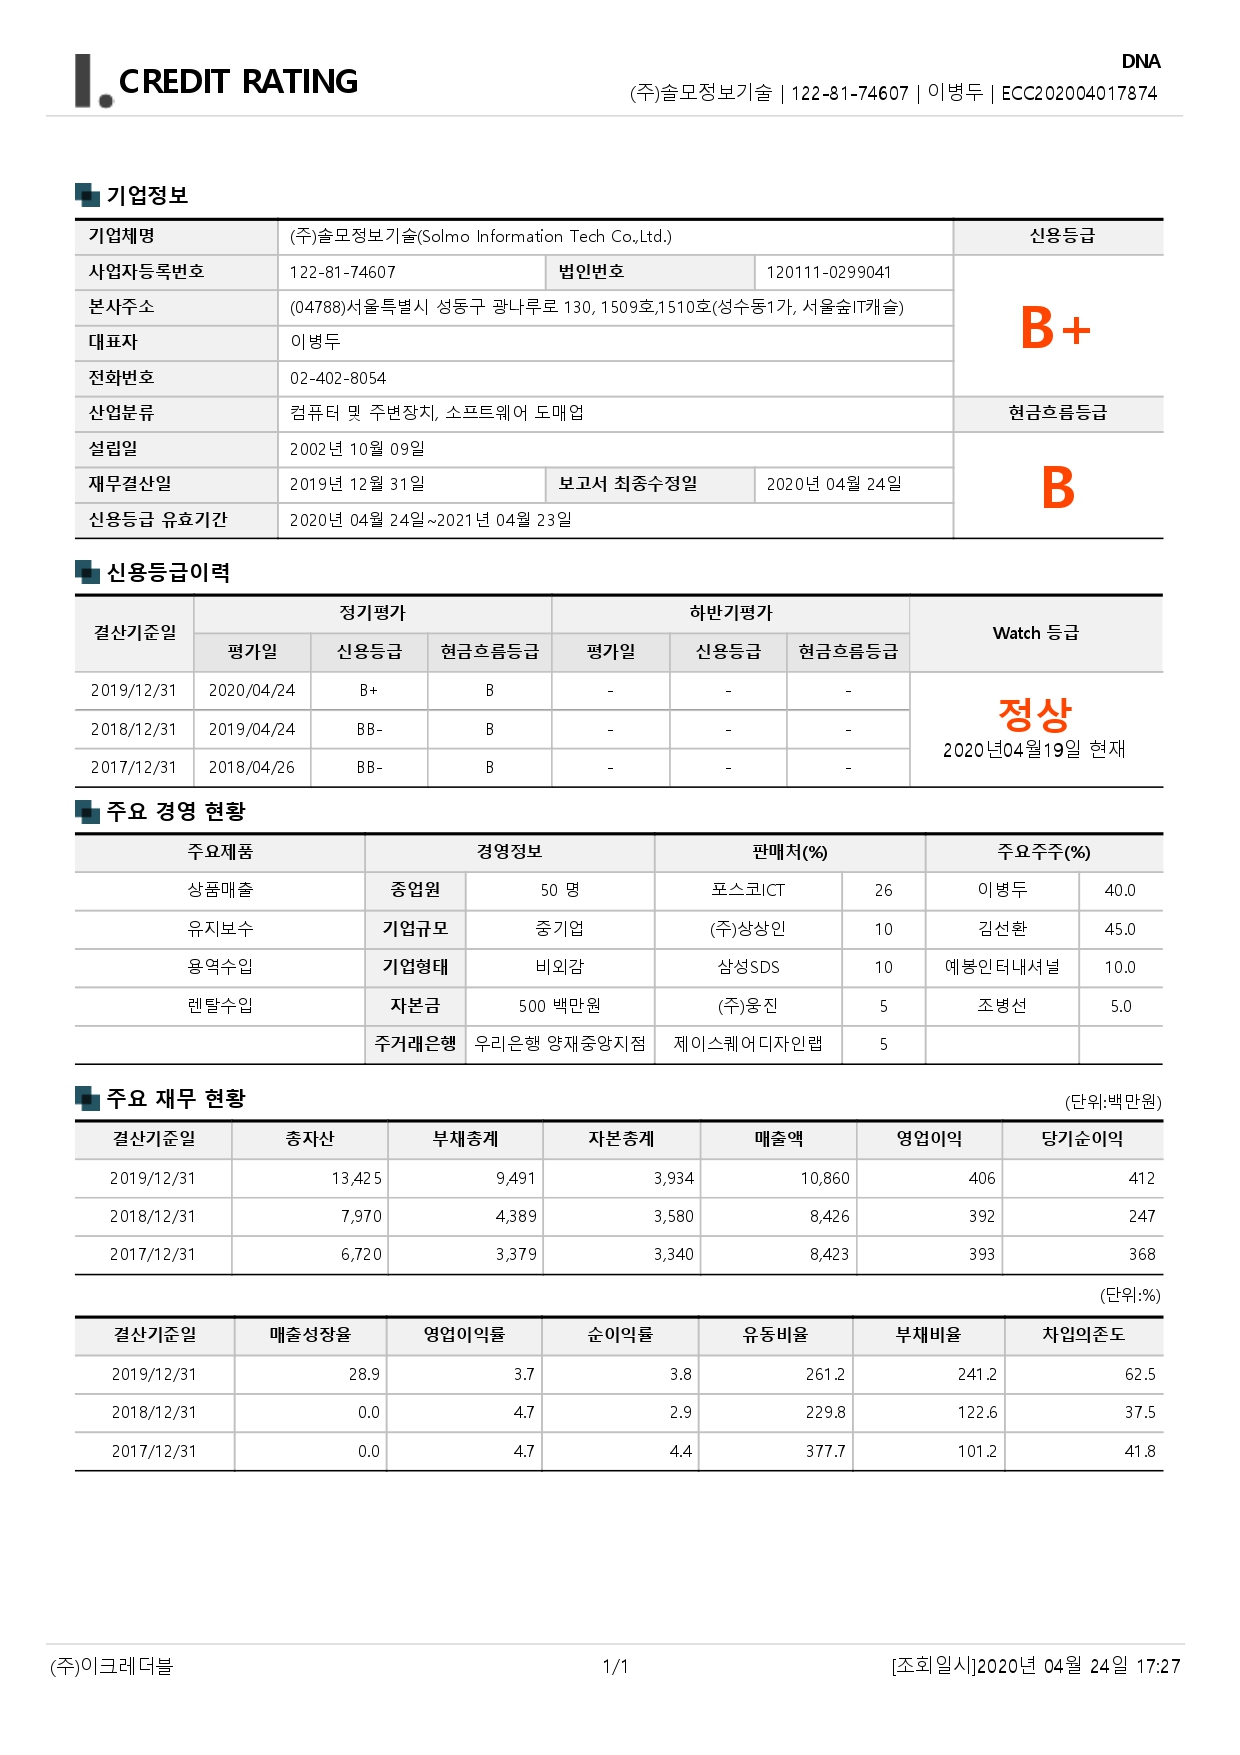 DNA
I. CREDIT RATING
(주)솔모정보기술 | 122-81-74607 | 이병두 | ECC202004017874
기업정보
기업체명 (주)솔모정보기술(Solmo Information Tech Co.,Ltd.) 신용등급
사업자등록번호 122-81-74607 법인번호 120111-0299041
본사주소 (04788)서울특별시 성동구 광나루로 130, 1509호,1510호(성수동1가, 서울숲IT캐슬)
B+
대표자 이병두
전화번호 02-402-8054
산업분류 컴퓨터 및 주변장치, 소프트웨어 도매업 현금흐름등급
설립일 2002년 10월 09일
재무결산일 2019년 12월 31일 보고서 최종수정일 2020년 04월 24일
B
신용등급 유효기간 2020년 04월 24일~2021년 04월 23일
신용등급이력
결산기준일 정기평가 하반기평가 Watch 등급
평가일 신용등급 현금흐름등급 평가일 신용등급 현금흐름등급
2019/12/31 2020/04/24 B+ B - - -
정상
2018/12/31 2019/04/24 BB- B - - -
2020년04월19일 현재
2017/12/31 2018/04/26 BB- B - - -
주요 경영 현황
주요제품 경영정보 판매처(%) 주요주주(%)
상품매출 종업원 50 명 포스코ICT 26 이병두 40.0
유지보수 기업규모 중기업 (주)상상인 10 김선환 45.0
용역수입 기업형태 비외감 삼성SDS 10 예봉인터내셔널 10.0
렌탈수입 자본금 500 백만원 (주)웅진 5 조병선 5.0
주거래은행 우리은행 양재중앙지점 제이스퀘어디자인랩 5
주요 재무 현황 (단위:백만원)
결산기준일 총자산 부채총계 자본총계 매출액 영업이익 당기순이익
2019/12/31 13,425 9,491 3,934 10,860 406 412
2018/12/31 7,970 4,389 3,580 8,426 392 247
2017/12/31 6,720 3,379 3,340 8,423 393 368
(단위:%)
결산기준일 매출성장율 영업이익률 순이익률 유동비율 부채비율 차입의존도
2019/12/31 28.9 3.7 3.8 261.2 241.2 62.5
2018/12/31 0.0 4.7 2.9 229.8 122.6 37.5
2017/12/31 0.0 4.7 4.4 377.7 101.2 41.8
(주)이크레더블 1/1 [조회일시]2020년 04월 24일 17:27